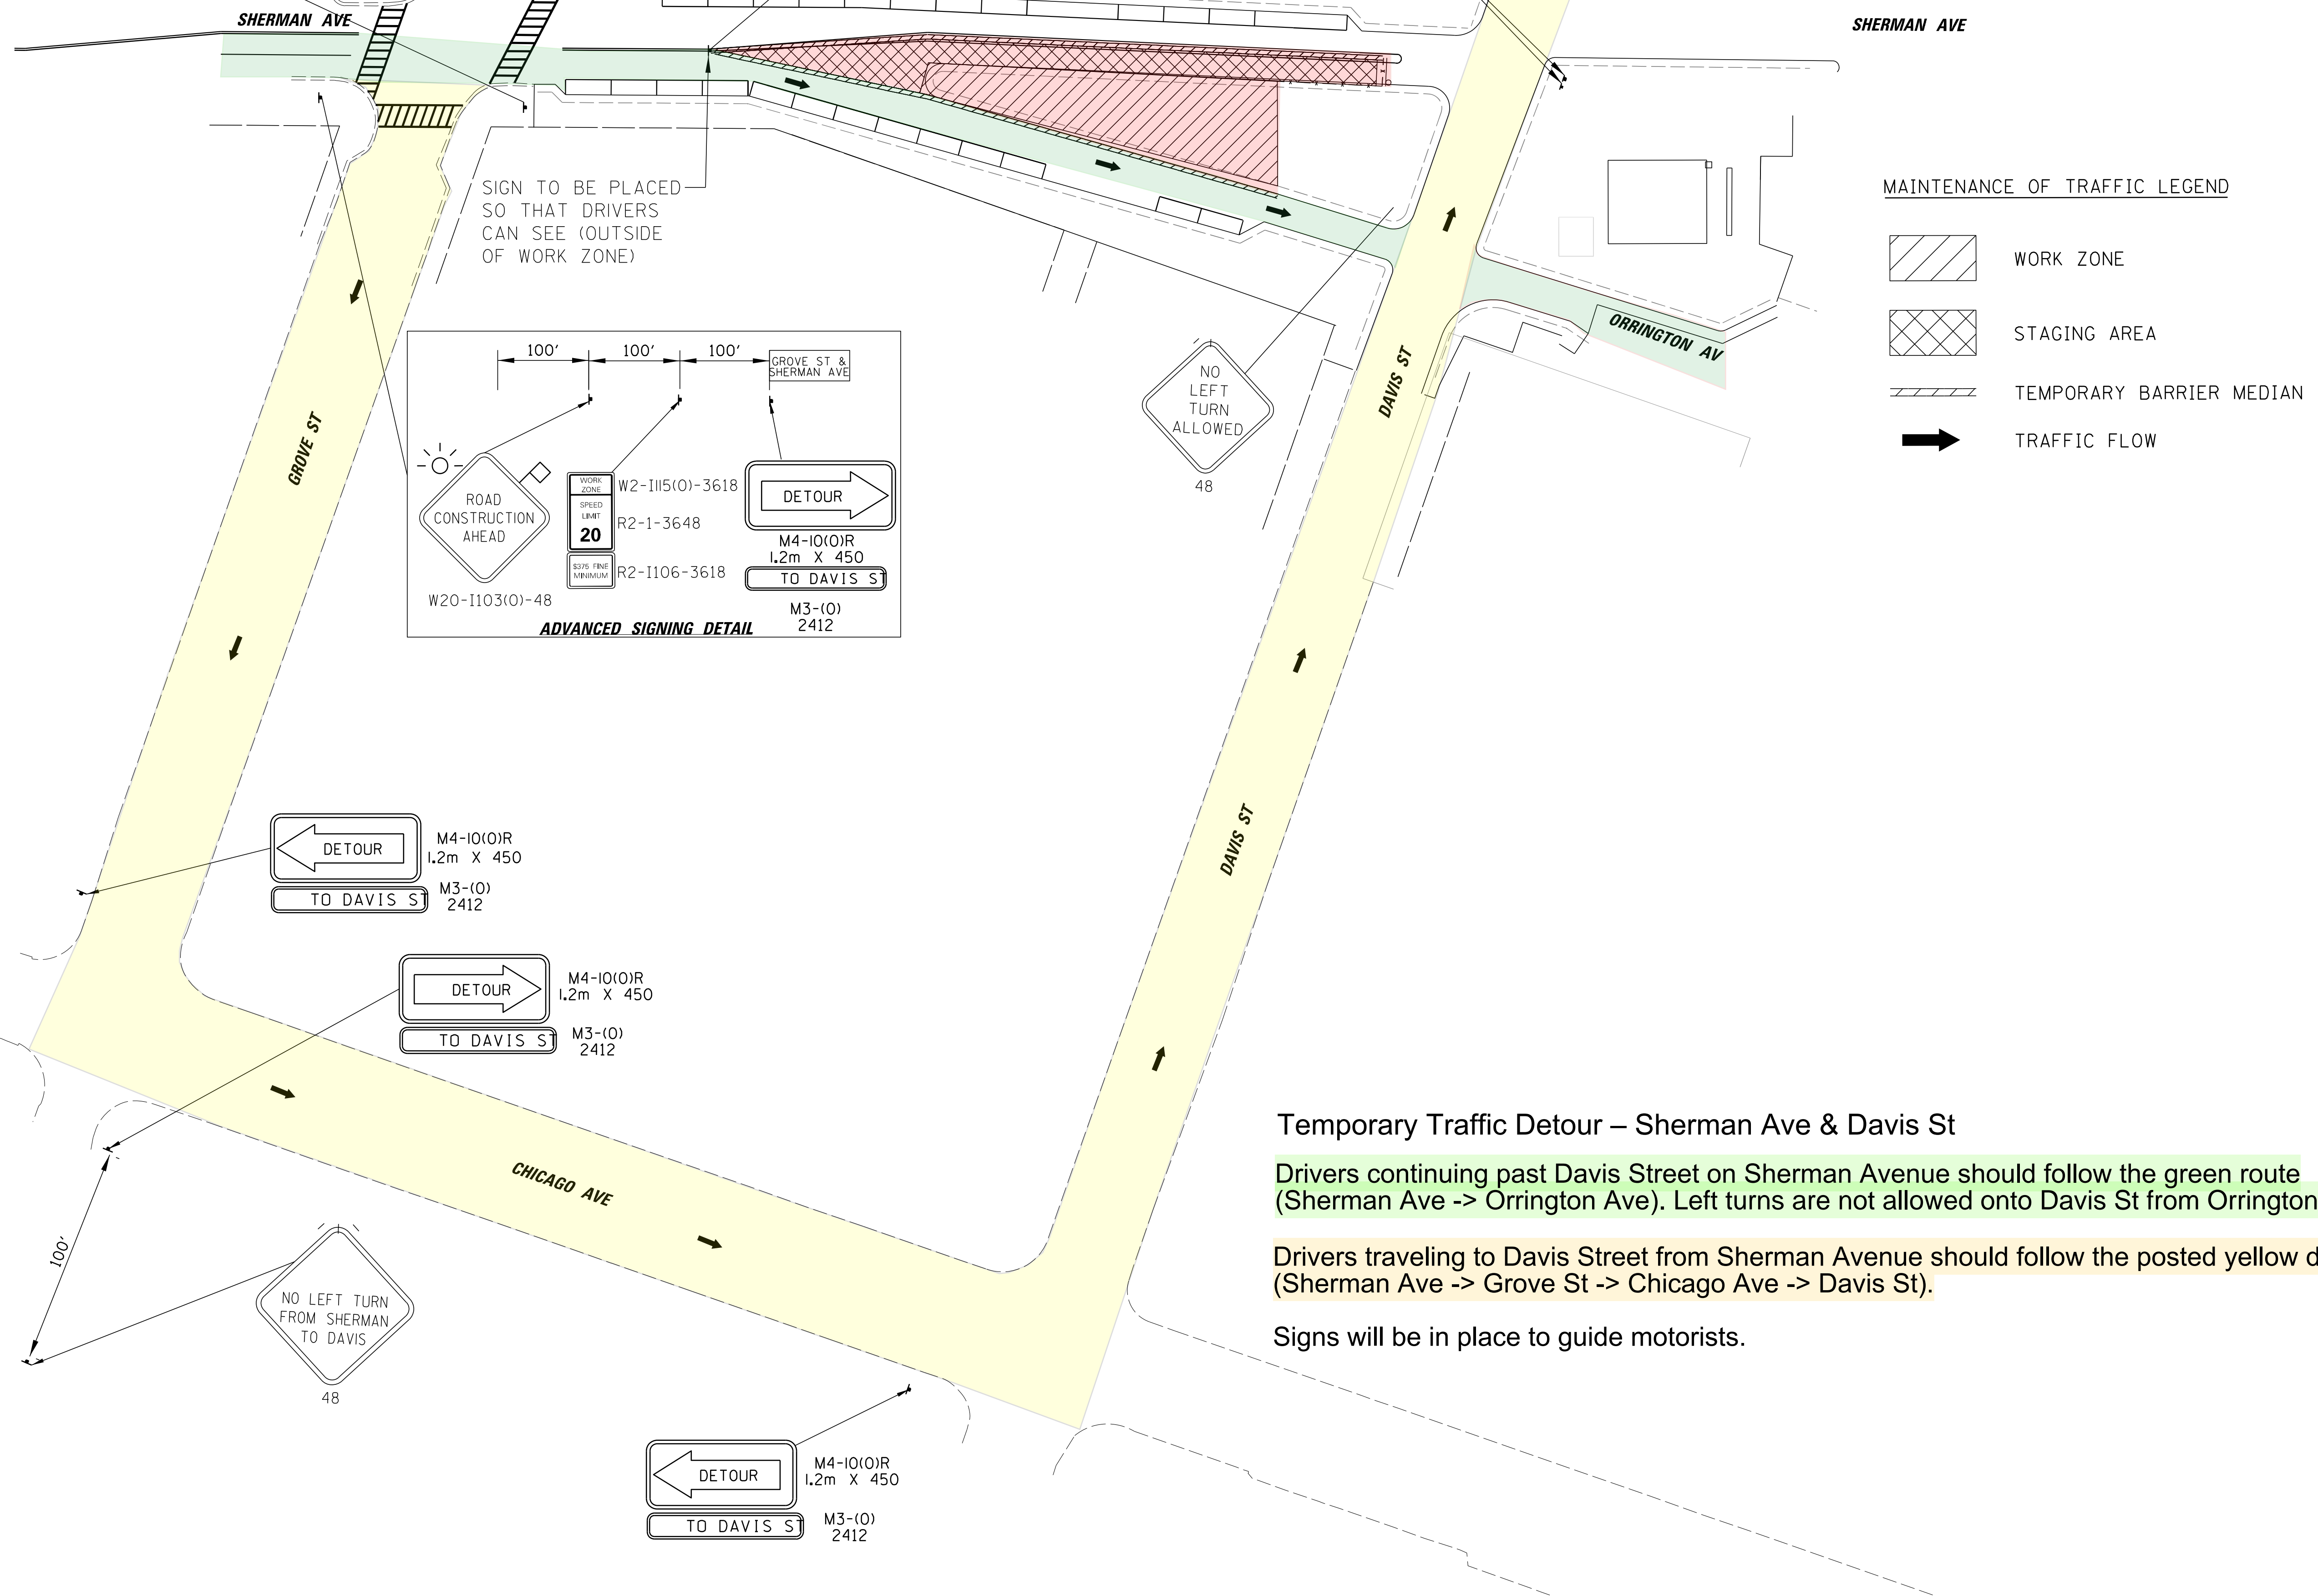 SHERMAN AVE
SHERMAN AVE
SIGN TO BE PLACED
SO THAT DRIVERS
CAN SEE (OUTSIDE
OF WORK ZONE)
MAINTENANCE OF TRAFFIC LEGEND
WORK ZONE
STAGING AREA
TEMPORARY BARRIER MEDIAN
TRAFFIC FLOW
ORRINGTON AV
DAVIS ST
GROVE ST
NO
LEFT
TURN
ALLOWED
48
100'
100'
100'
GROVE ST &
SHERMAN AVE
ROAD
CONSTRUCTION
AHEAD
W20-I103(O)-48
WORK
ZONE
SPEED
LIMIT
20
$375 FINE
MINIMUM
W2-I115(O)-3618
R2-1-3648
R2-I106-3618
DETOUR
M4-10(O)R
1.2m X 450
TO DAVIS ST
M3-(O)
2412
ADVANCED SIGNING DETAIL
DETOUR
M4-10(O)R
1.2m X 450
TO DAVIS ST
M3-(O)
2412
DAVIS ST
DETOUR
M4-10(O)R
1.2m X 450
TO DAVIS ST
M3-(O)
2412
CHICAGO AVE
100'
NO LEFT TURN
FROM SHERMAN
TO DAVIS
48
DETOUR
M4-10(O)R
1.2m X 450
TO DAVIS ST
M3-(O)
2412
Temporary Traffic Detour – Sherman Ave & Davis St
Drivers continuing past Davis Street on Sherman Avenue should follow the green route
(Sherman Ave -> Orrington Ave). Left turns are not allowed onto Davis St from Orrington
Drivers traveling to Davis Street from Sherman Avenue should follow the posted yellow d
(Sherman Ave -> Grove St -> Chicago Ave -> Davis St).
Signs will be in place to guide motorists.